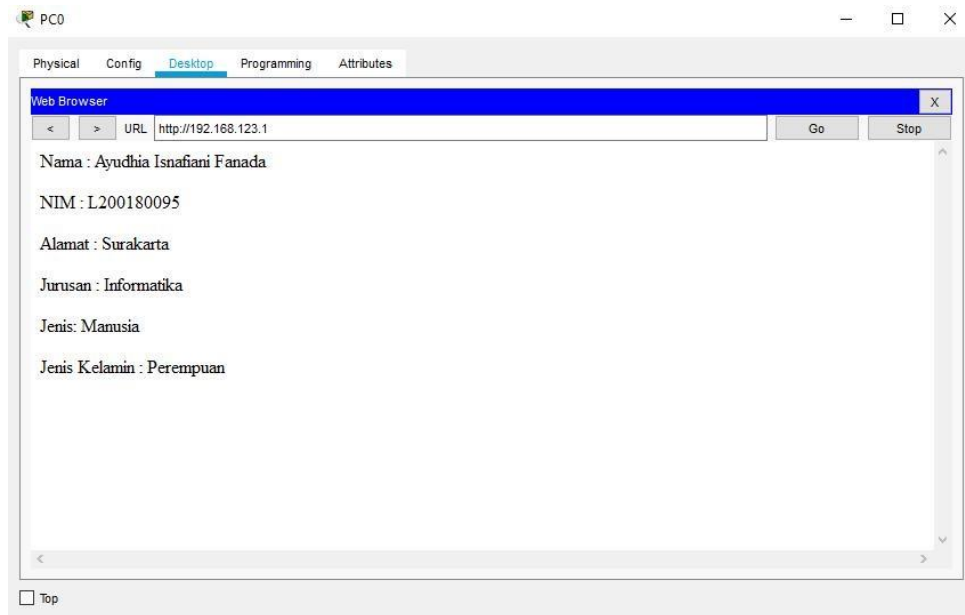 PC0
Physical Config Desktop Programming Attributes
Web Browser X
< > URL http://192.168.123.1 Go Stop
Nama : Ayudhia Isnafiani Fanada
NIM : L200180095
Alamat : Surakarta
Jurusan : Informatika
Jenis: Manusia
Jenis Kelamin : Perempuan
Top